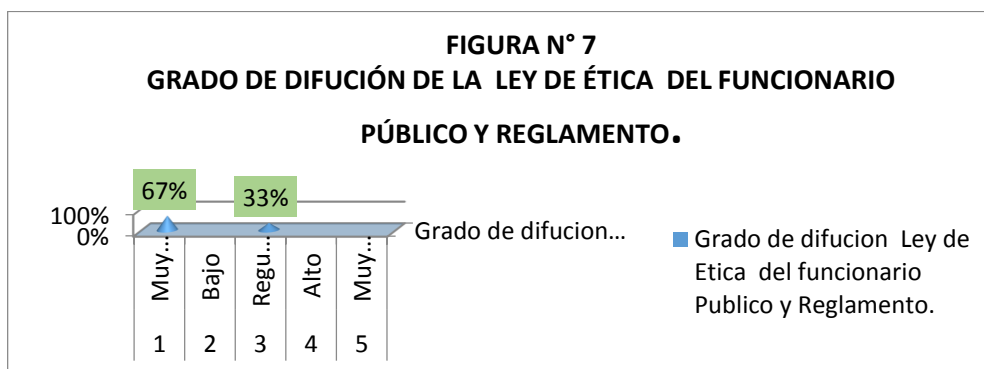 FIGURA N° 7
GRADO DE DIFUCIÓN DE LA LEY DE ÉTICA DEL FUNCIONARIO
PÚBLICO Y REGLAMENTO.
67%
33%
100%
0%
Grado de difucion...
Muy...
Bajo
Regu...
Alto
Muy...
1
2
3
4
5
Grado de difucion Ley de
Etica del funcionario
Publico y Reglamento.